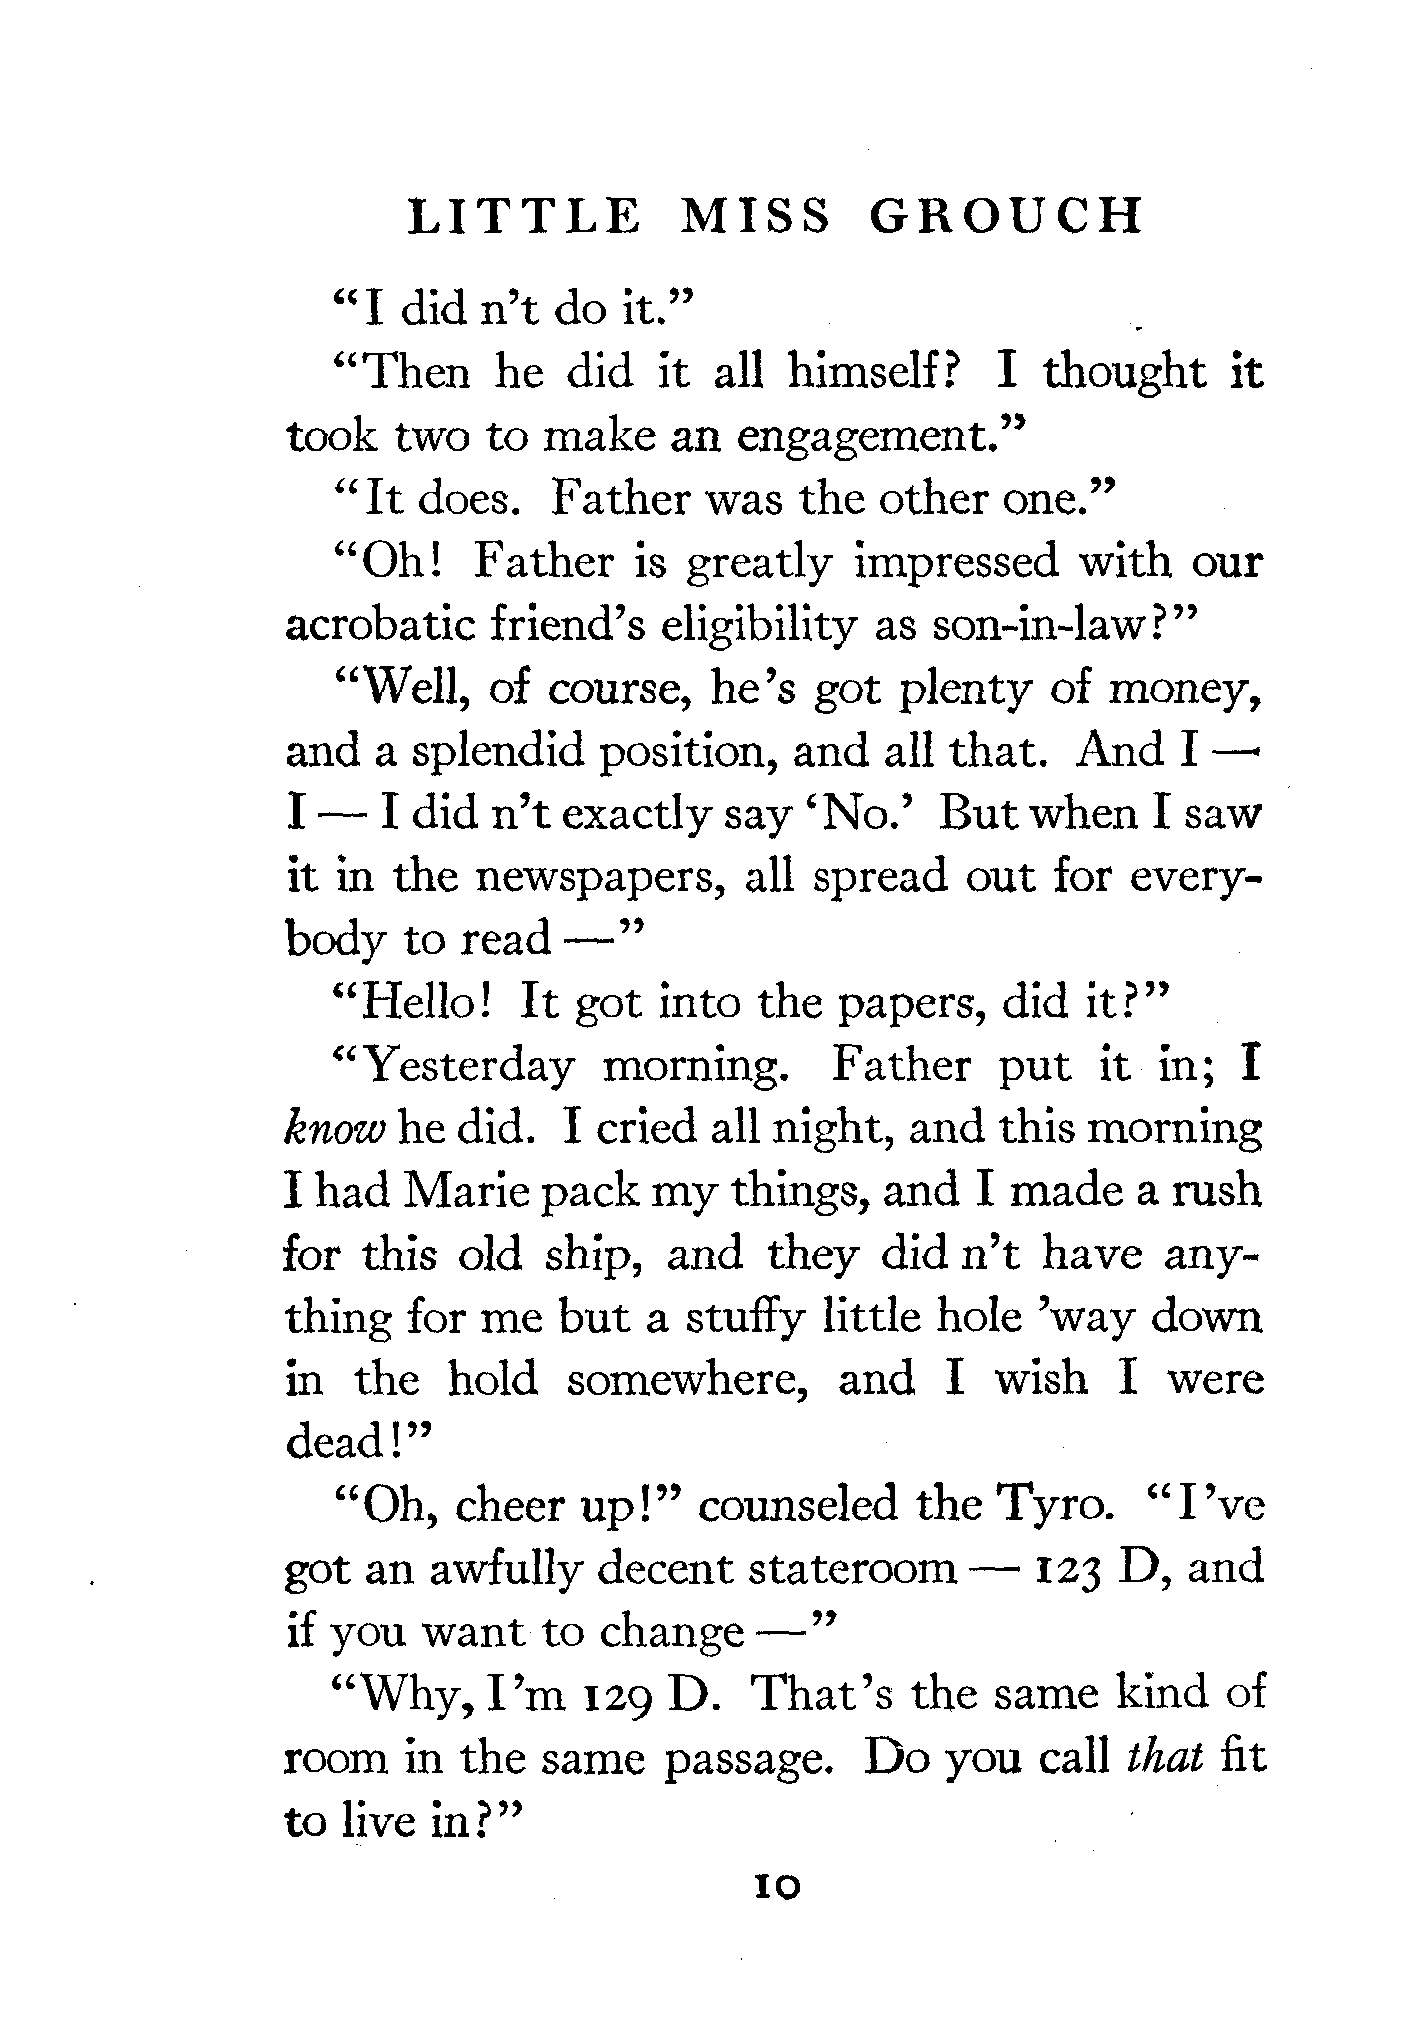 LITTLE MISS GROUCH
“I did n’t do it.”
“Then he did it all himself? I thought it
took two to make an engagement.”
“It does. Father was the other one.”
“Oh! Father is greatly impressed with our
acrobatic friend’s eligibility as son-in-law?”
“Well, of course, he’s got plenty of money,
and a splendid position, and all that. And I —
I — I did n’t exactly say ‘No.’ But when I saw
it in the newspapers, all spread out for every-
body to read —”
“Hello! It got into the papers, did it?”
“Yesterday morning. Father put it in; I
know he did. I cried all night, and this morning
I had Marie pack my things, and I made a rush
for this old ship, and they did n’t have any-
thing for me but a stuffy little hole ’way down
in the hold somewhere, and I wish I were
dead!”
“Oh, cheer up!” counseled the Tyro. “I’ve
got an awfully decent stateroom — 123 D, and
if you want to change —”
“Why, I’m 129 D. That’s the same kind of
room in the same passage. Do you call that fit
to live in?”
10